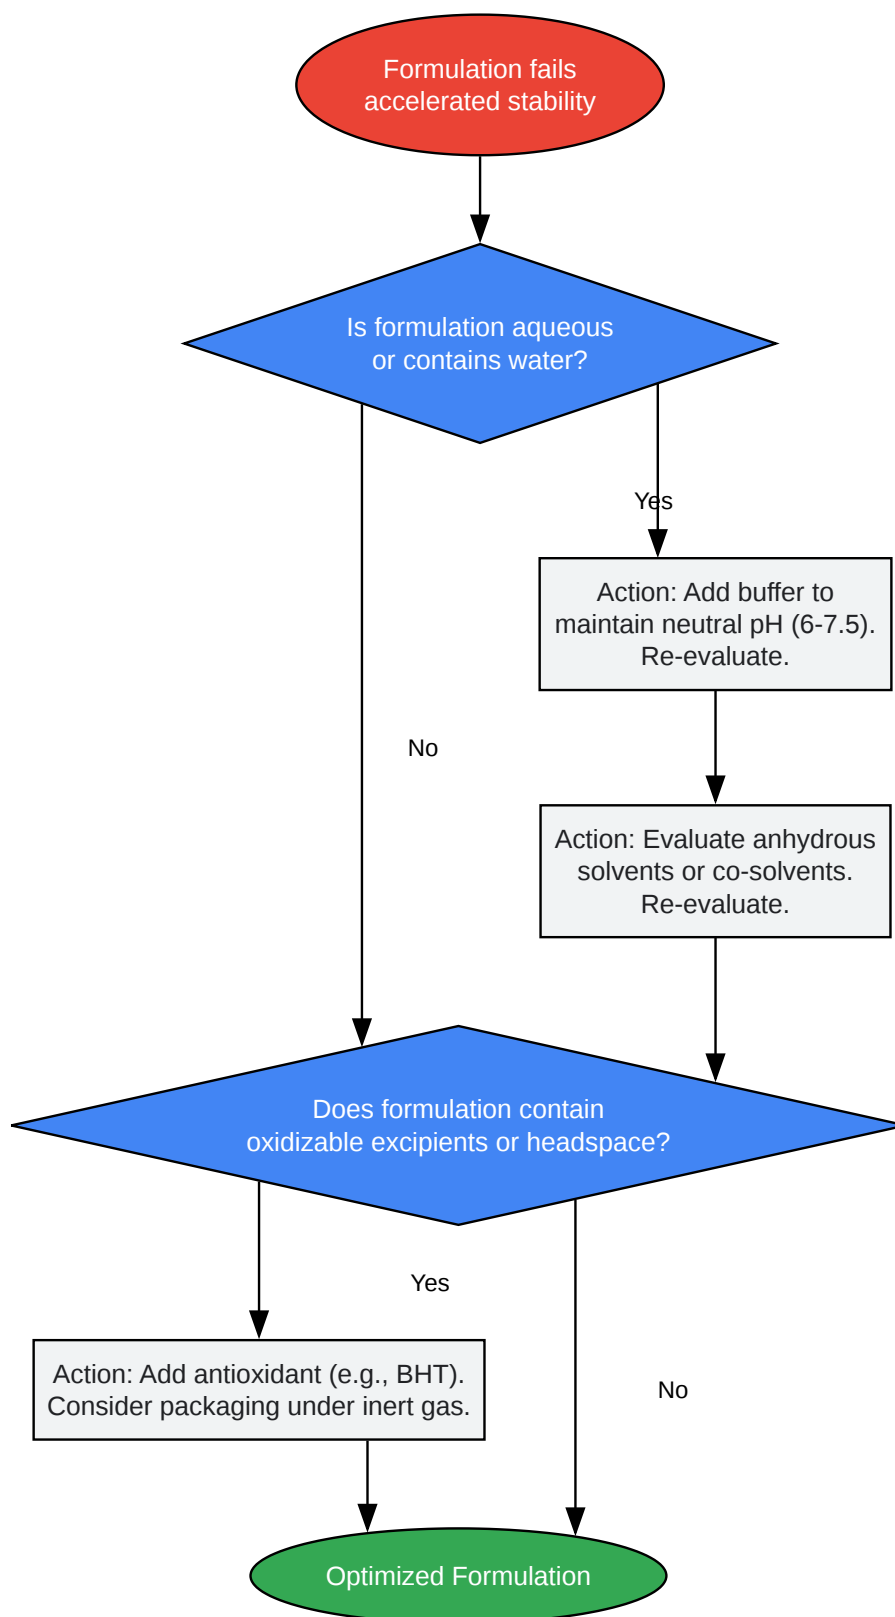 Formulation fails
accelerated stability
Is formulation aqueous
or contains water?
Yes
Action: Add buffer to
maintain neutral pH (6-7.5).
Re-evaluate.
No
Action: Evaluate anhydrous
solvents or co-solvents.
Re-evaluate.
Does formulation contain
oxidizable excipients or headspace?
Yes
Action: Add antioxidant (e.g., BHT).
Consider packaging under inert gas.
No
Optimized Formulation